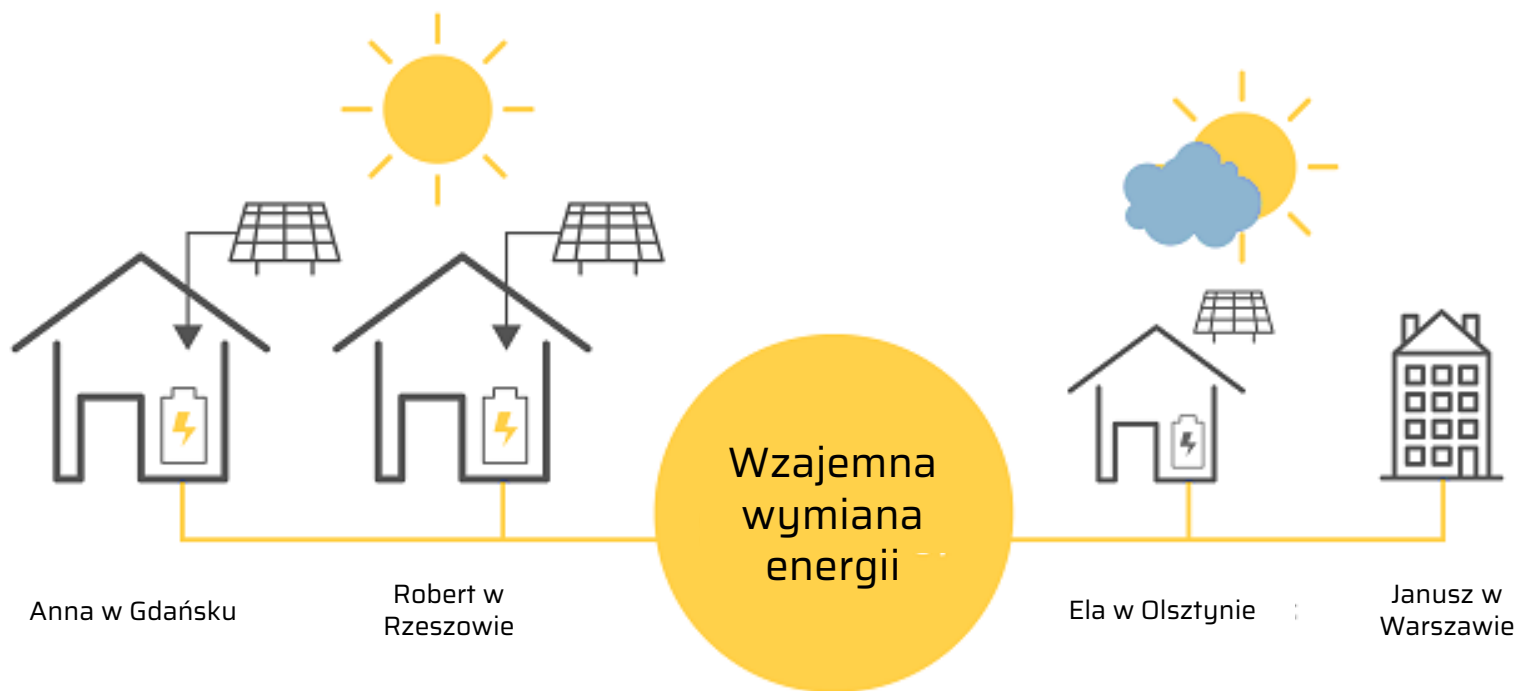 Wzajemna
wymiana
energii
Anna w Gdańsku
Robert w
Rzeszowie
Ela w Olsztynie
Janusz w
Warszawie